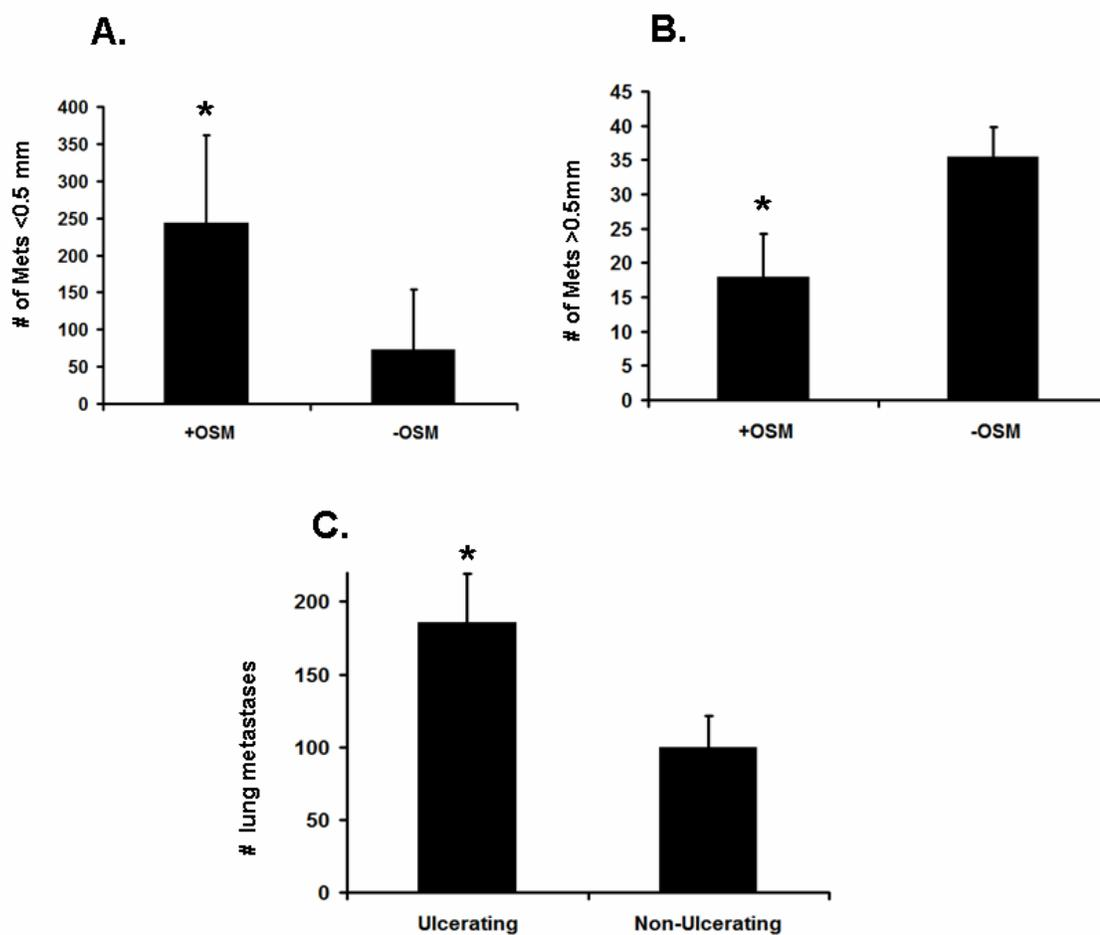 A.
# of Mets <0.5 mm
400
350
300
250
200
150
100
50
0
*
+OSM
-OSM
B.
# of Mets >0.5mm
45
40
35
30
25
20
15
10
5
0
*
+OSM
-OSM
C.
# lung metastases
200
150
100
50
0
*
Ulcerating
Non-Ulcerating